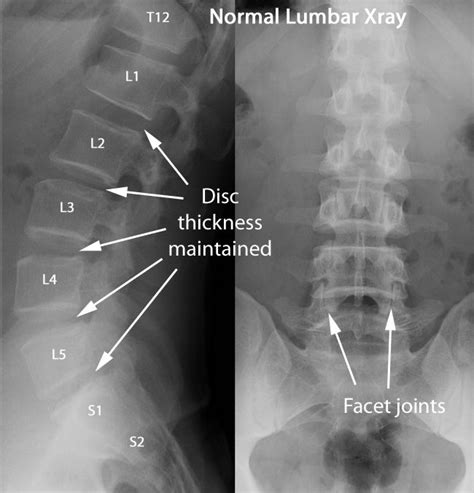 Normal Lumbar Xray
T12
L1
L2
L3
L4
L5
S1
S2
Disc
thickness
maintained
Facet joints